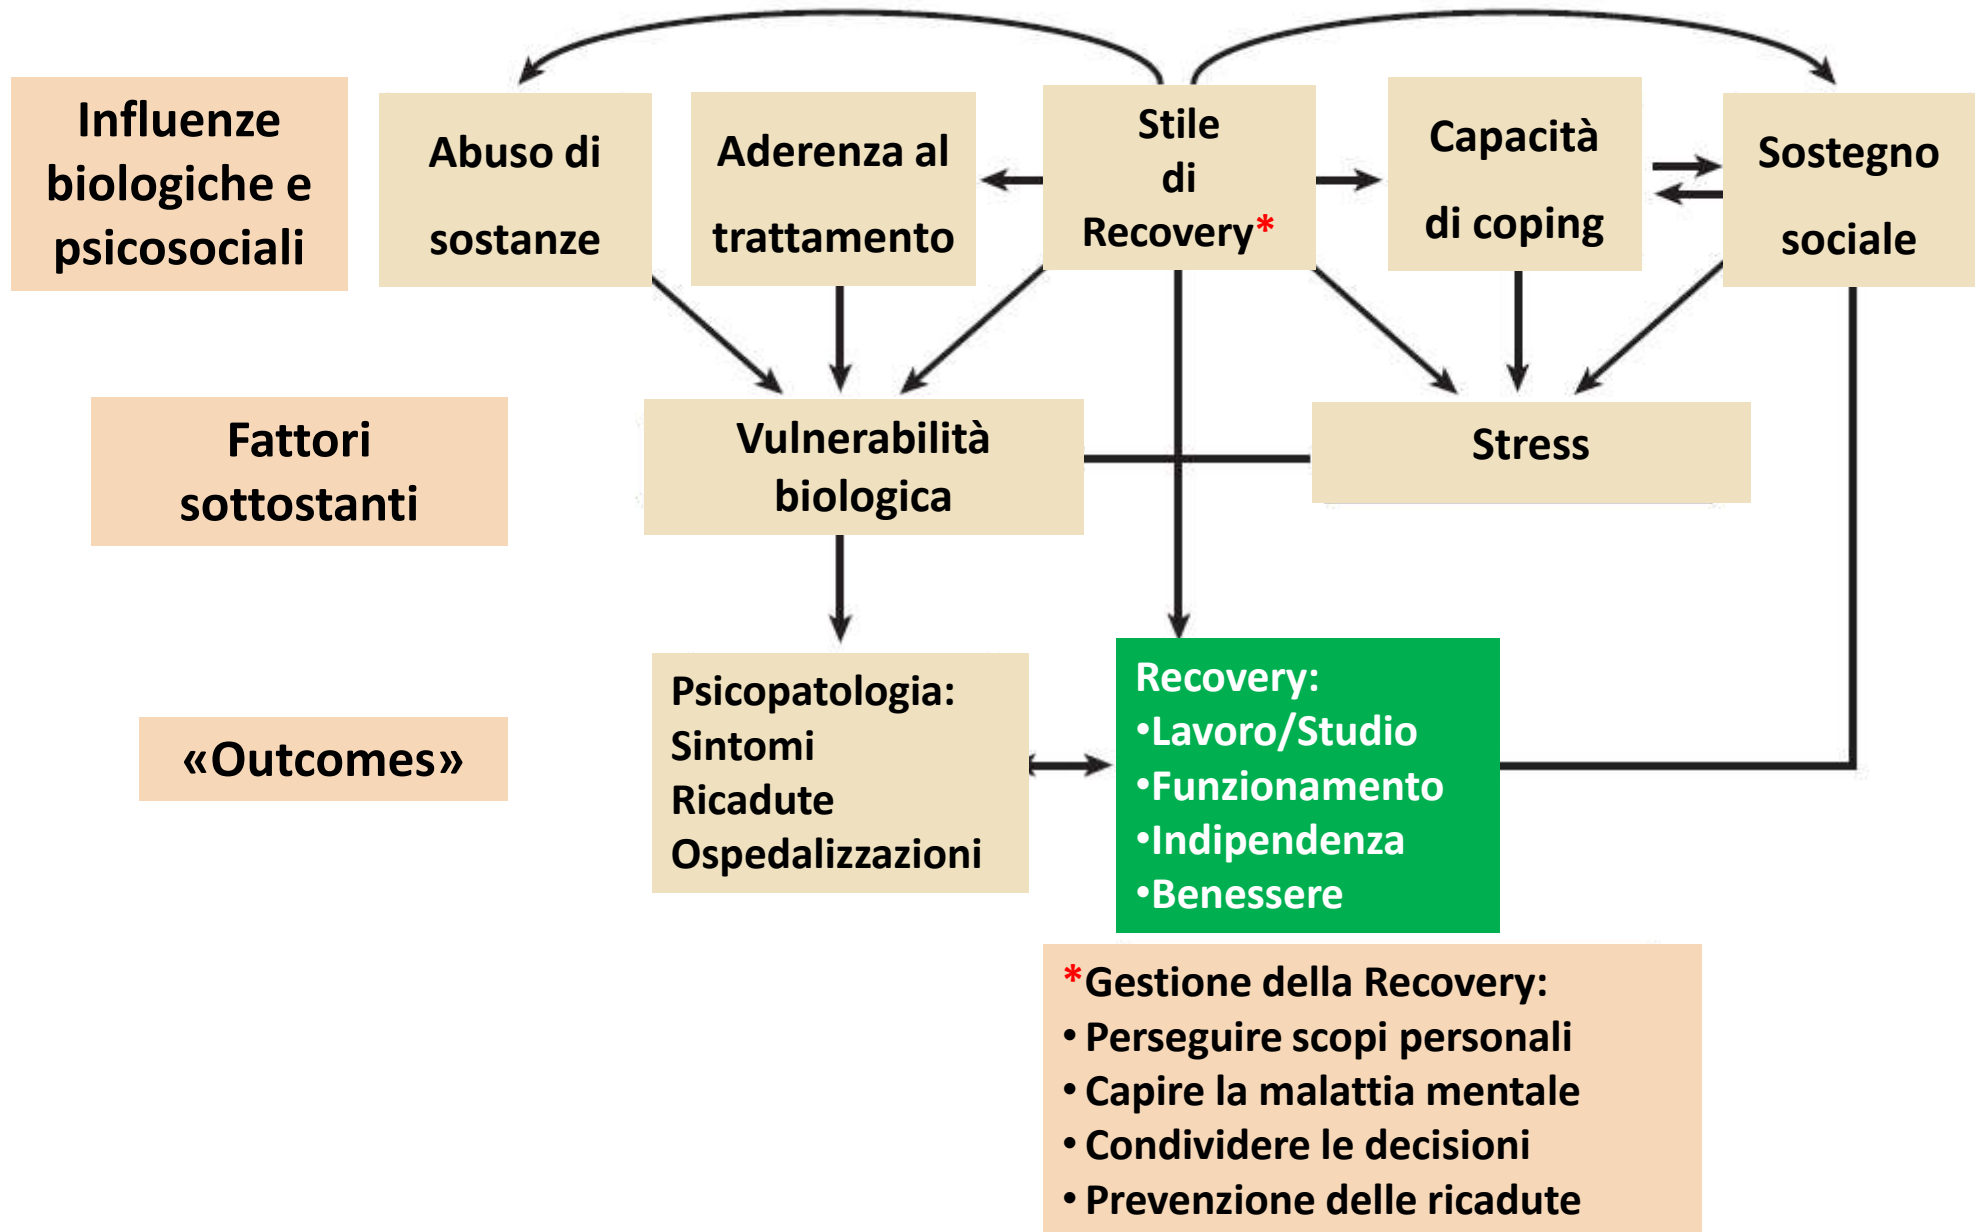 Influenze
biologiche e
psicosociali
Abuso di
sostanze
Aderenza al
trattamento
Stile
di
Recovery*
Capacità
di coping
Sostegno
sociale
Fattori
sottostanti
Vulnerabilità
biologica
Stress
«Outcomes»
Psicopatologia:
Sintomi
Ricadute
Ospedalizzazioni
Recovery:
•Lavoro/Studio
•Funzionamento
•Indipendenza
•Benessere
*Gestione della Recovery:
• Perseguire scopi personali
• Capire la malattia mentale
• Condividere le decisioni
• Prevenzione delle ricadute